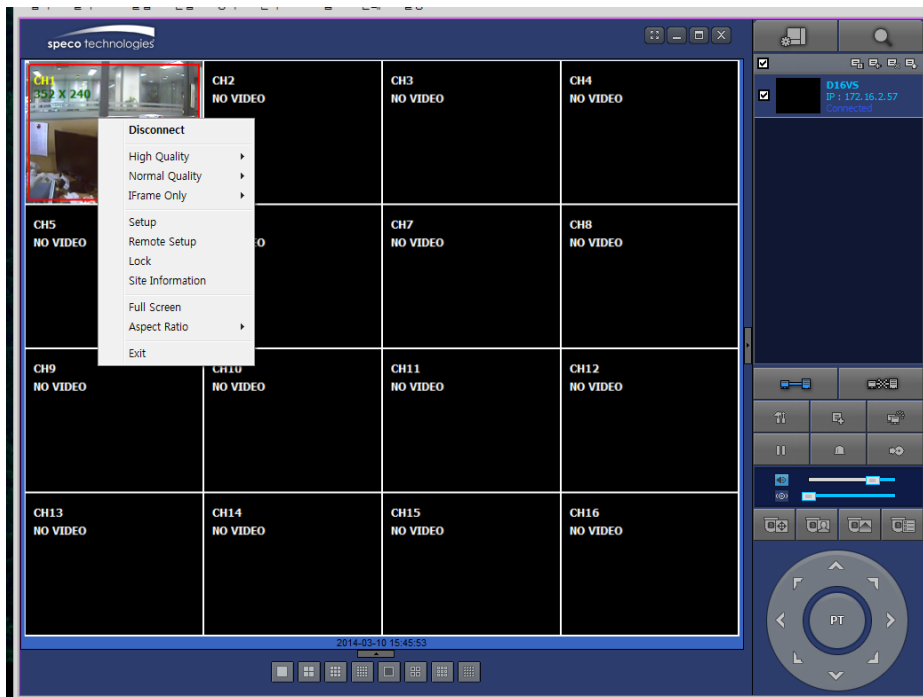 speco technologies
CH1
352 X 240
CH2
NO VIDEO
CH3
NO VIDEO
CH4
NO VIDEO
D16VS
IP : 172.16.2.57
Connected
Disconnect
High Quality
Normal Quality
IFrame Only
Setup
Remote Setup
Lock
Site Information
Full Screen
Aspect Ratio
Exit
CH5
NO VIDEO
CH7
NO VIDEO
CH8
NO VIDEO
CH9
NO VIDEO
CH10
NO VIDEO
CH11
NO VIDEO
CH12
NO VIDEO
CH13
NO VIDEO
CH14
NO VIDEO
CH15
NO VIDEO
CH16
NO VIDEO
2014-03-10 15:45:53
PT